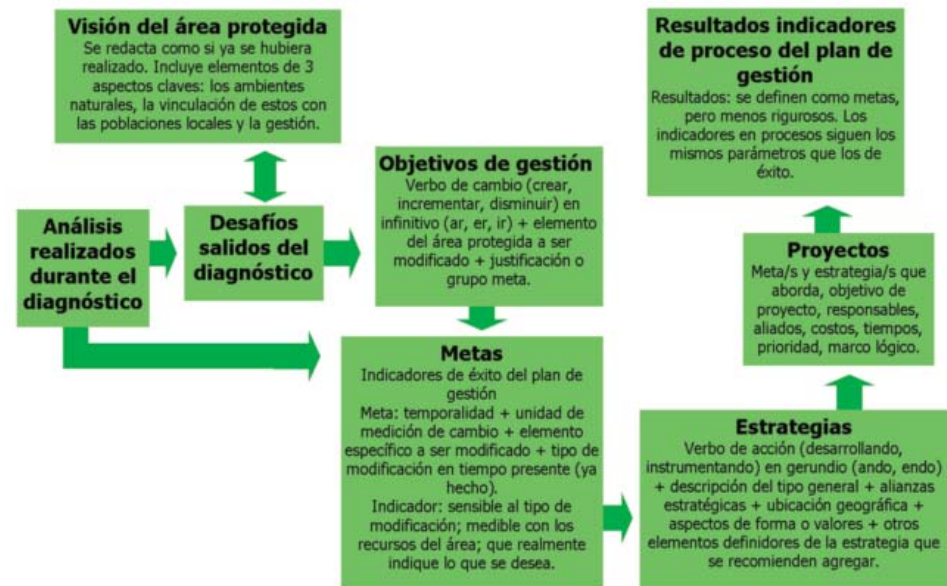 Visión del área protegida
Se redacta como si ya se hubiera
realizado. Incluye elementos de 3
aspectos claves: los ambientes
naturales, la vinculación de estos con
las poblaciones locales y la gestión.
Análisis
realizados
durante el
diagnóstico
Desafíos
salidos del
diagnóstico
Objetivos de gestión
Verbo de cambio (crear,
incrementar, disminuir) en
infinitivo (ar, er, ir) + elemento
del área protegida a ser
modificado + justificación o
grupo meta.
Metas
Indicadores de éxito del plan de
gestión
Meta: temporalidad + unidad de
medición de cambio + elemento
específico a ser modificado + tipo de
modificación en tiempo presente (ya
hecho).
Indicador: sensible al tipo de
modificación; medible con los
recursos del área; que realmente
indique lo que se desea.
Estrategias
Verbo de acción (desarrollando,
instrumentando) en gerundio (ando, endo)
+ descripción del tipo general + alianzas
estratégicas + ubicación geográfica +
aspectos de forma o valores + otros
elementos definidores de la estrategia que
se recomienden agregar.
Proyectos
Meta/s y estrategia/s que
aborda, objetivo de
proyecto, responsables,
aliados, costos, tiempos,
prioridad, marco lógico.
Resultados indicadores
de proceso del plan de
gestión
Resultados: se definen como metas,
pero menos rigurosos. Los
indicadores en procesos siguen los
mismos parámetros que los de
éxito.